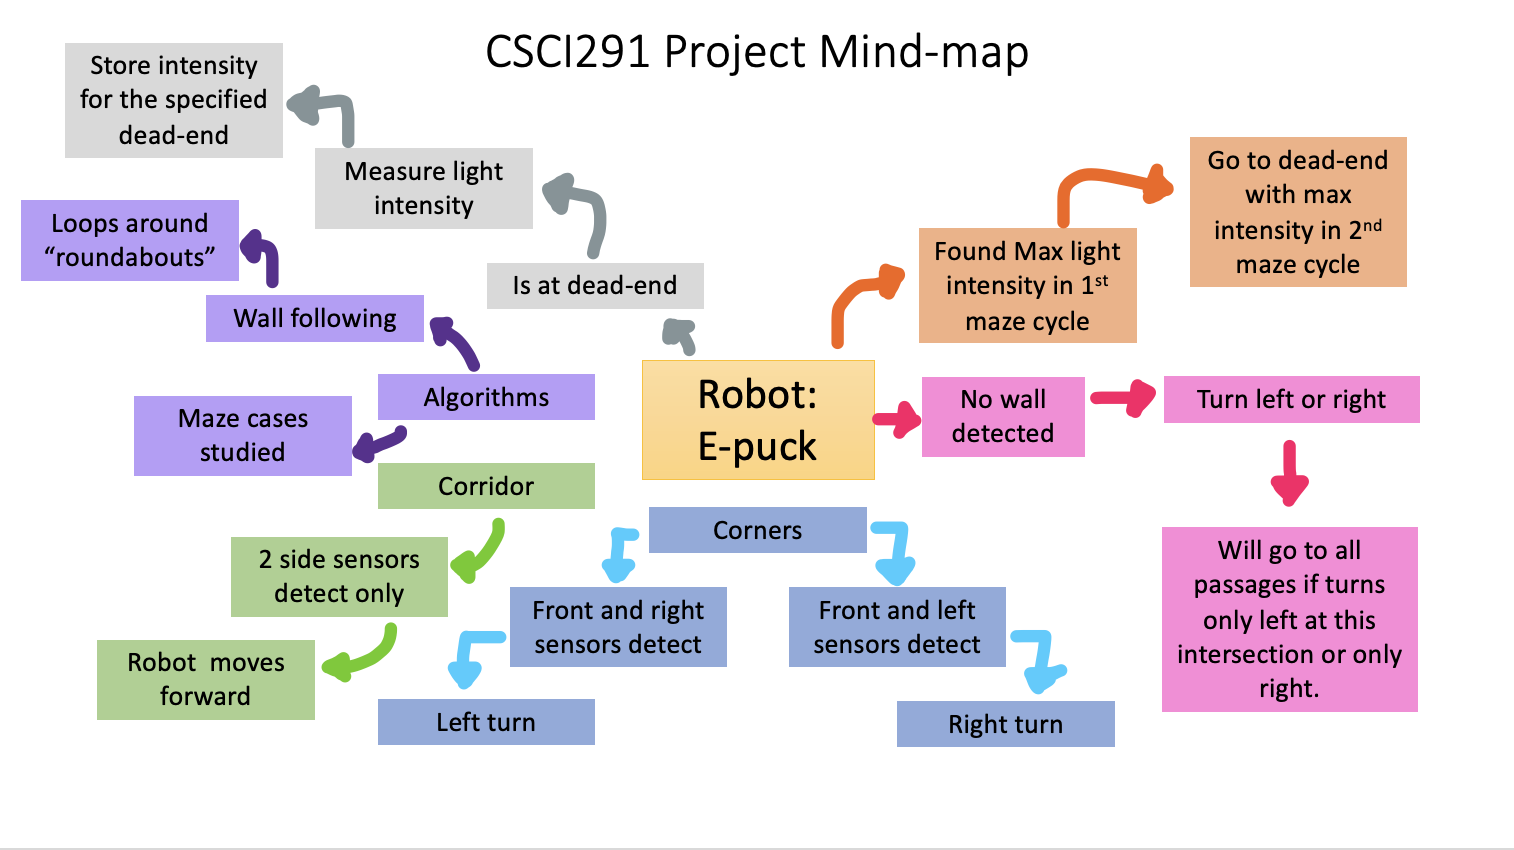 CSCI291 Project Mind-map
Store intensity
for the specified
dead-end
Measure light
intensity
Is at dead-end
Loops around
“roundabouts”
Wall following
Algorithms
Maze cases
studied
Robot:
E-puck
Found Max light
intensity in 1st
maze cycle
Go to dead-end
with max
intensity in 2nd
maze cycle
No wall
detected
Turn left or right
Will go to all
passages if turns
only left at this
intersection or only
right.
Corridor
2 side sensors
detect only
Robot  moves
forward
Corners
Front and right
sensors detect
Left turn
Front and left
sensors detect
Right turn